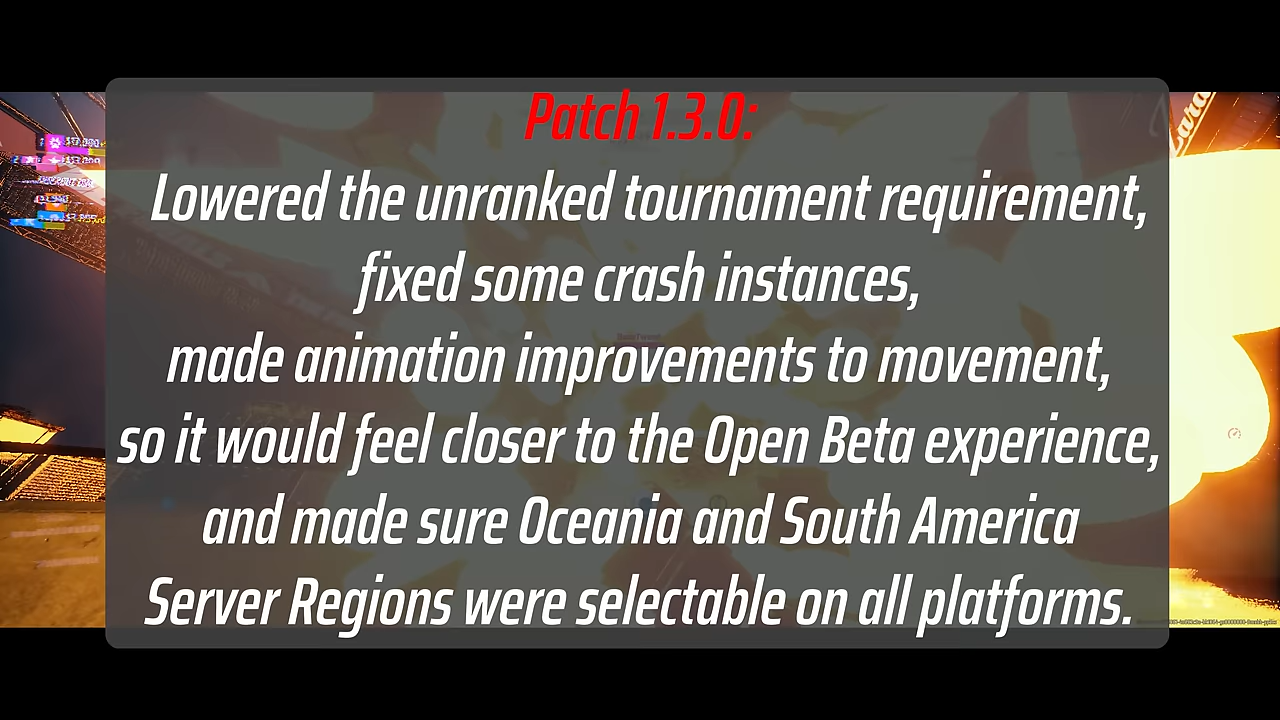 Patch 1.3.0:
Lowered the unranked tournament requirement,
fixed some crash instances,
made animation improvements to movement,
so it would feel closer to the Open Beta experience,
and made sure Oceania and South America
Server Regions were selectable on all platforms.